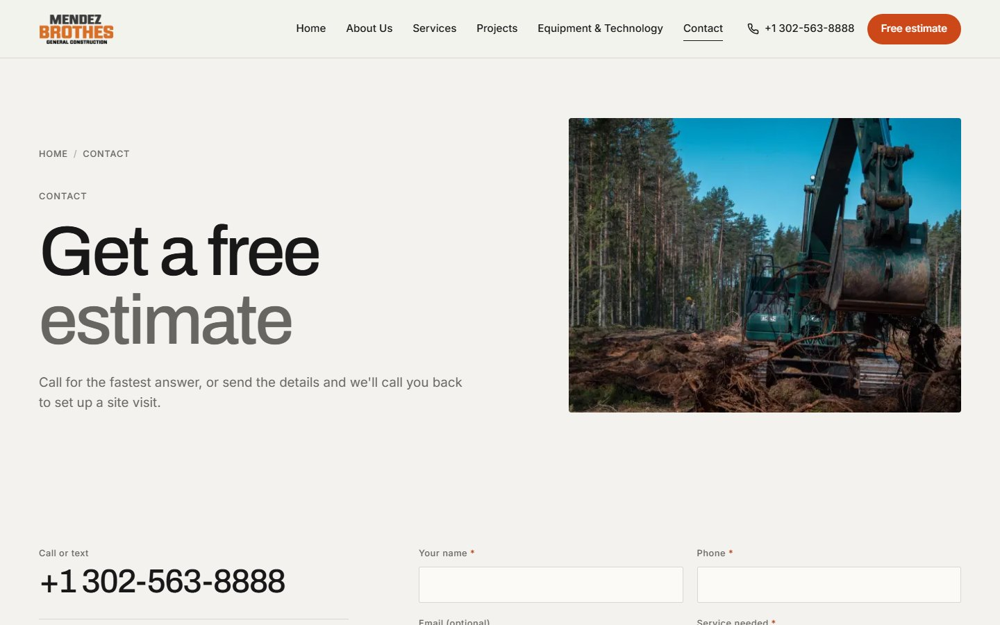 MENDEZ
BROTHES
GENERAL CONSTRUCTION
Home
About Us
Services
Projects
Equipment & Technology
Contact
+1 302-563-8888
Free estimate
HOME / CONTACT
CONTACT
Get a free
estimate
Call for the fastest answer, or send the details and we'll call you back
to set up a site visit.
Call or text
+1 302-563-8888
Your name *
Phone *
Email (optional)
Service needed *